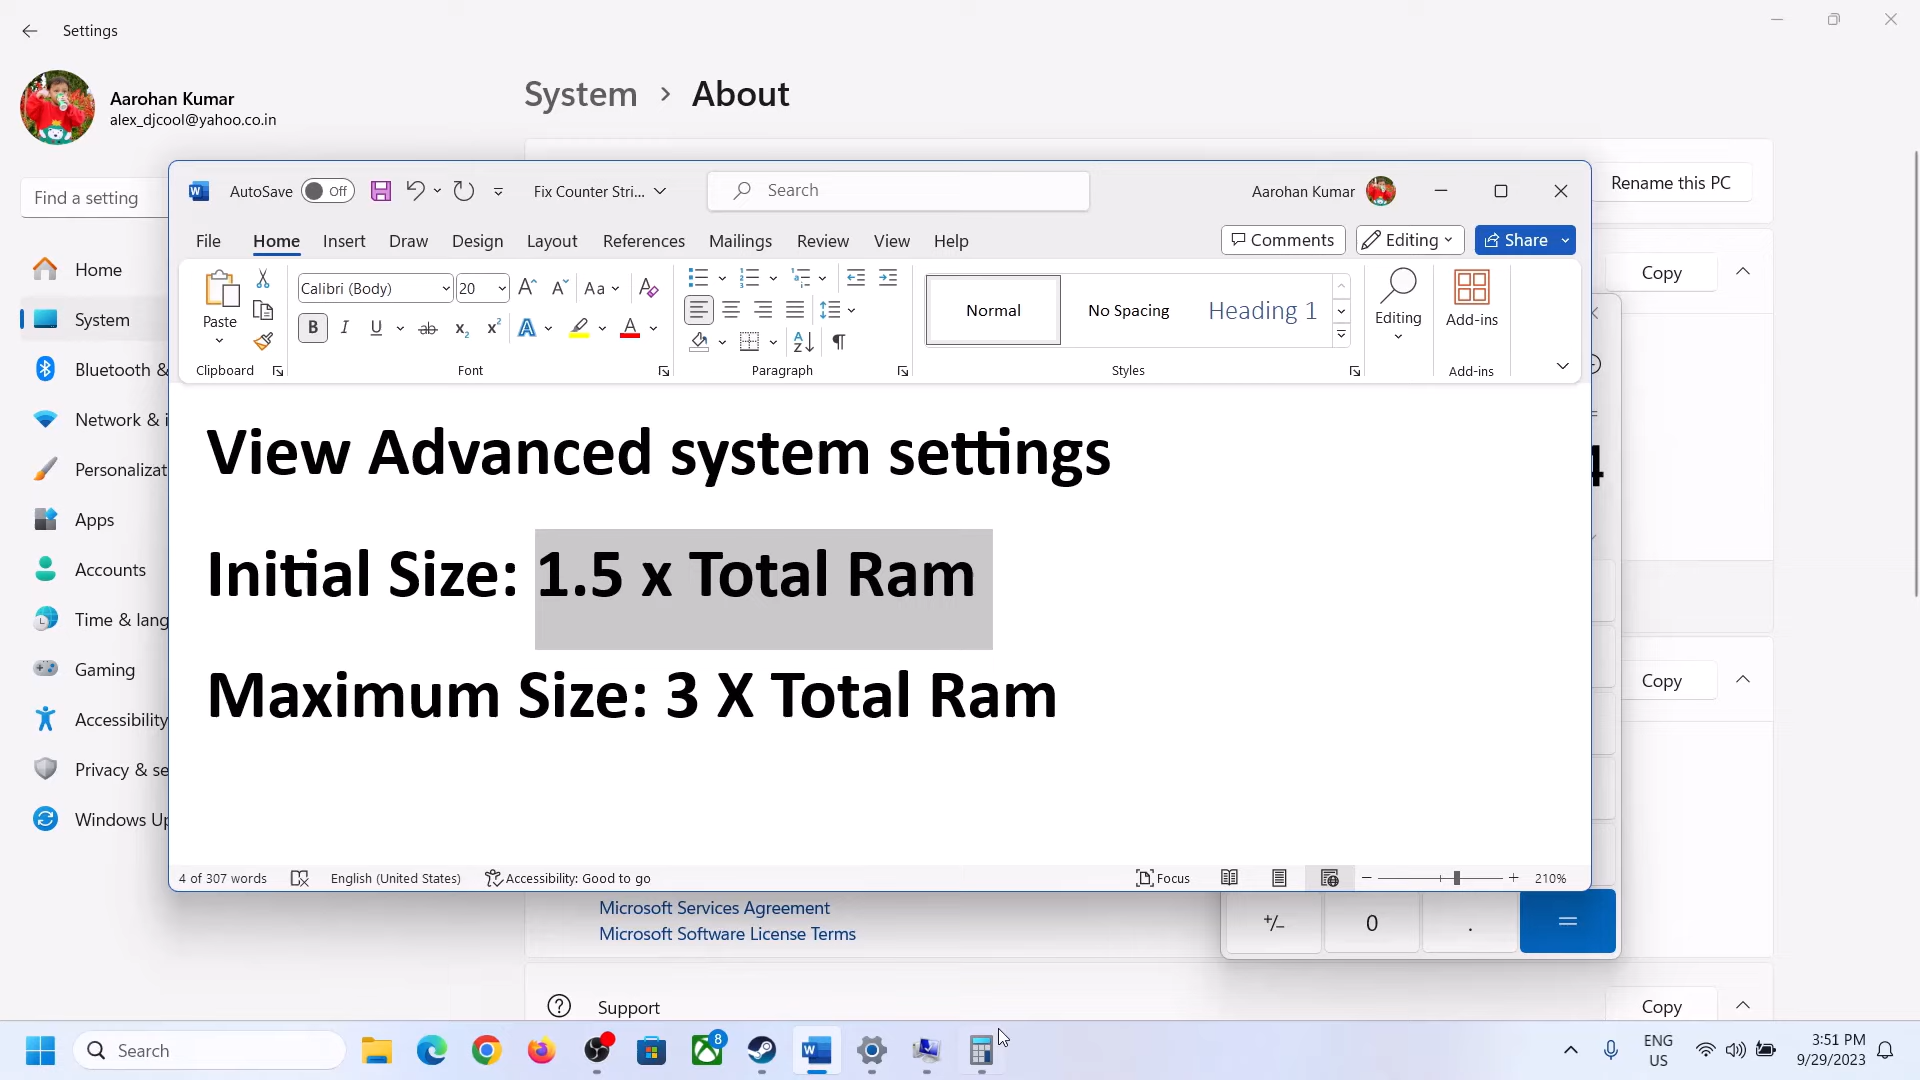 Settings
Aarohan Kumar
alex_djcool@yahoo.co.in
System > About
Find a setting
Rename this PC
Home
System
Bluetooth &
Network & i
Personalizat
Apps
Accounts
Time & lang
Gaming
Accessibility
Privacy & se
Windows Up
AutoSave Off
Fix Counter Stri...
Search
Aarohan Kumar
File Home Insert Draw Design Layout References Mailings Review View Help
Comments Editing Share
Paste
Calibri (Body) 20
Normal
No Spacing
Heading 1
Editing
Add-ins
Clipboard Font Paragraph Styles Add-ins
Copy
View Advanced system settings
Initial Size: 1.5 x Total Ram
Maximum Size: 3 X Total Ram
4
Copy
4 of 307 words English (United States) Accessibility: Good to go Focus 210%
Microsoft Services Agreement
Microsoft Software License Terms
+/− 0 . =
Support
Copy
Search
8
ENG
US
3:51 PM
9/29/2023